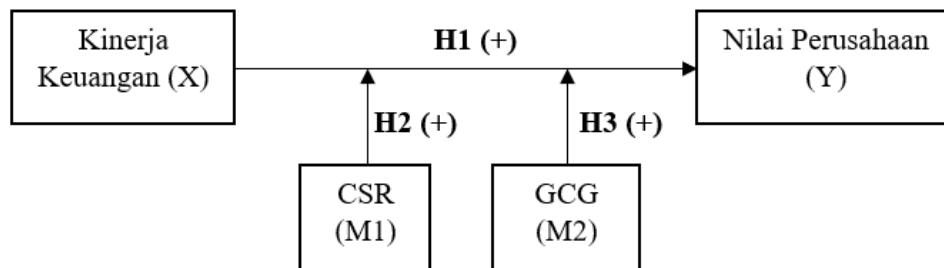 Kinerja
Keuangan (X)
H1 (+)
Nilai Perusahaan
(Y)
H2 (+)
H3 (+)
CSR
(M1)
GCG
(M2)